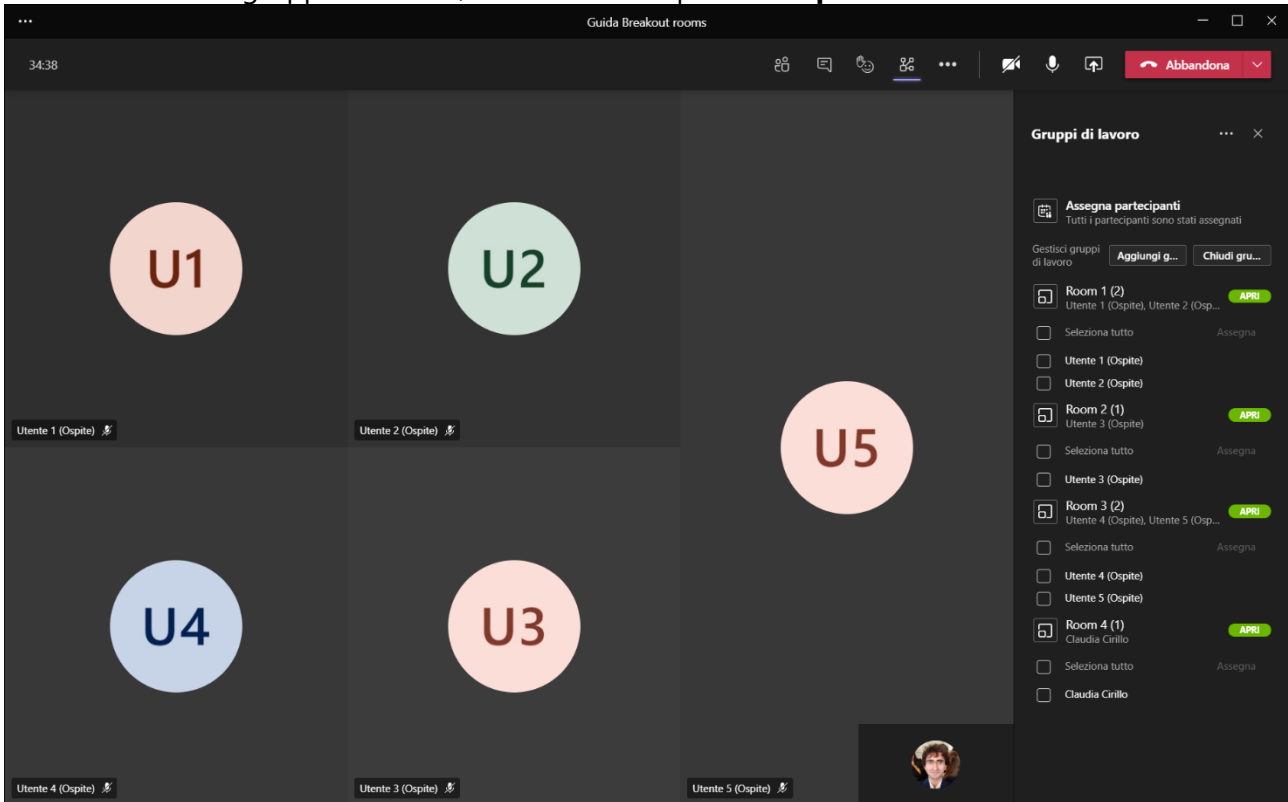 Guida Breakout rooms
34:38
Abbandona
U1
Utente 1 (Ospite)
U2
Utente 2 (Ospite)
U5
Utente 5 (Ospite)
U4
Utente 4 (Ospite)
U3
Utente 3 (Ospite)
Gruppi di lavoro
Assegna partecipanti
Tutti i partecipanti sono stati assegnati
Gestisci gruppi
di lavoro
Aggiungi g...
Chiudi gru...
Room 1 (2)
APRI
Utente 1 (Ospite), Utente 2 (Osp...
Seleziona tutto Assegna
Utente 1 (Ospite)
Utente 2 (Ospite)
Room 2 (1)
APRI
Utente 3 (Ospite)
Seleziona tutto Assegna
Utente 3 (Ospite)
Room 3 (2)
APRI
Utente 4 (Ospite), Utente 5 (Osp...
Seleziona tutto Assegna
Utente 4 (Ospite)
Utente 5 (Ospite)
Room 4 (1)
APRI
Claudia Cirillo
Seleziona tutto Assegna
Claudia Cirillo